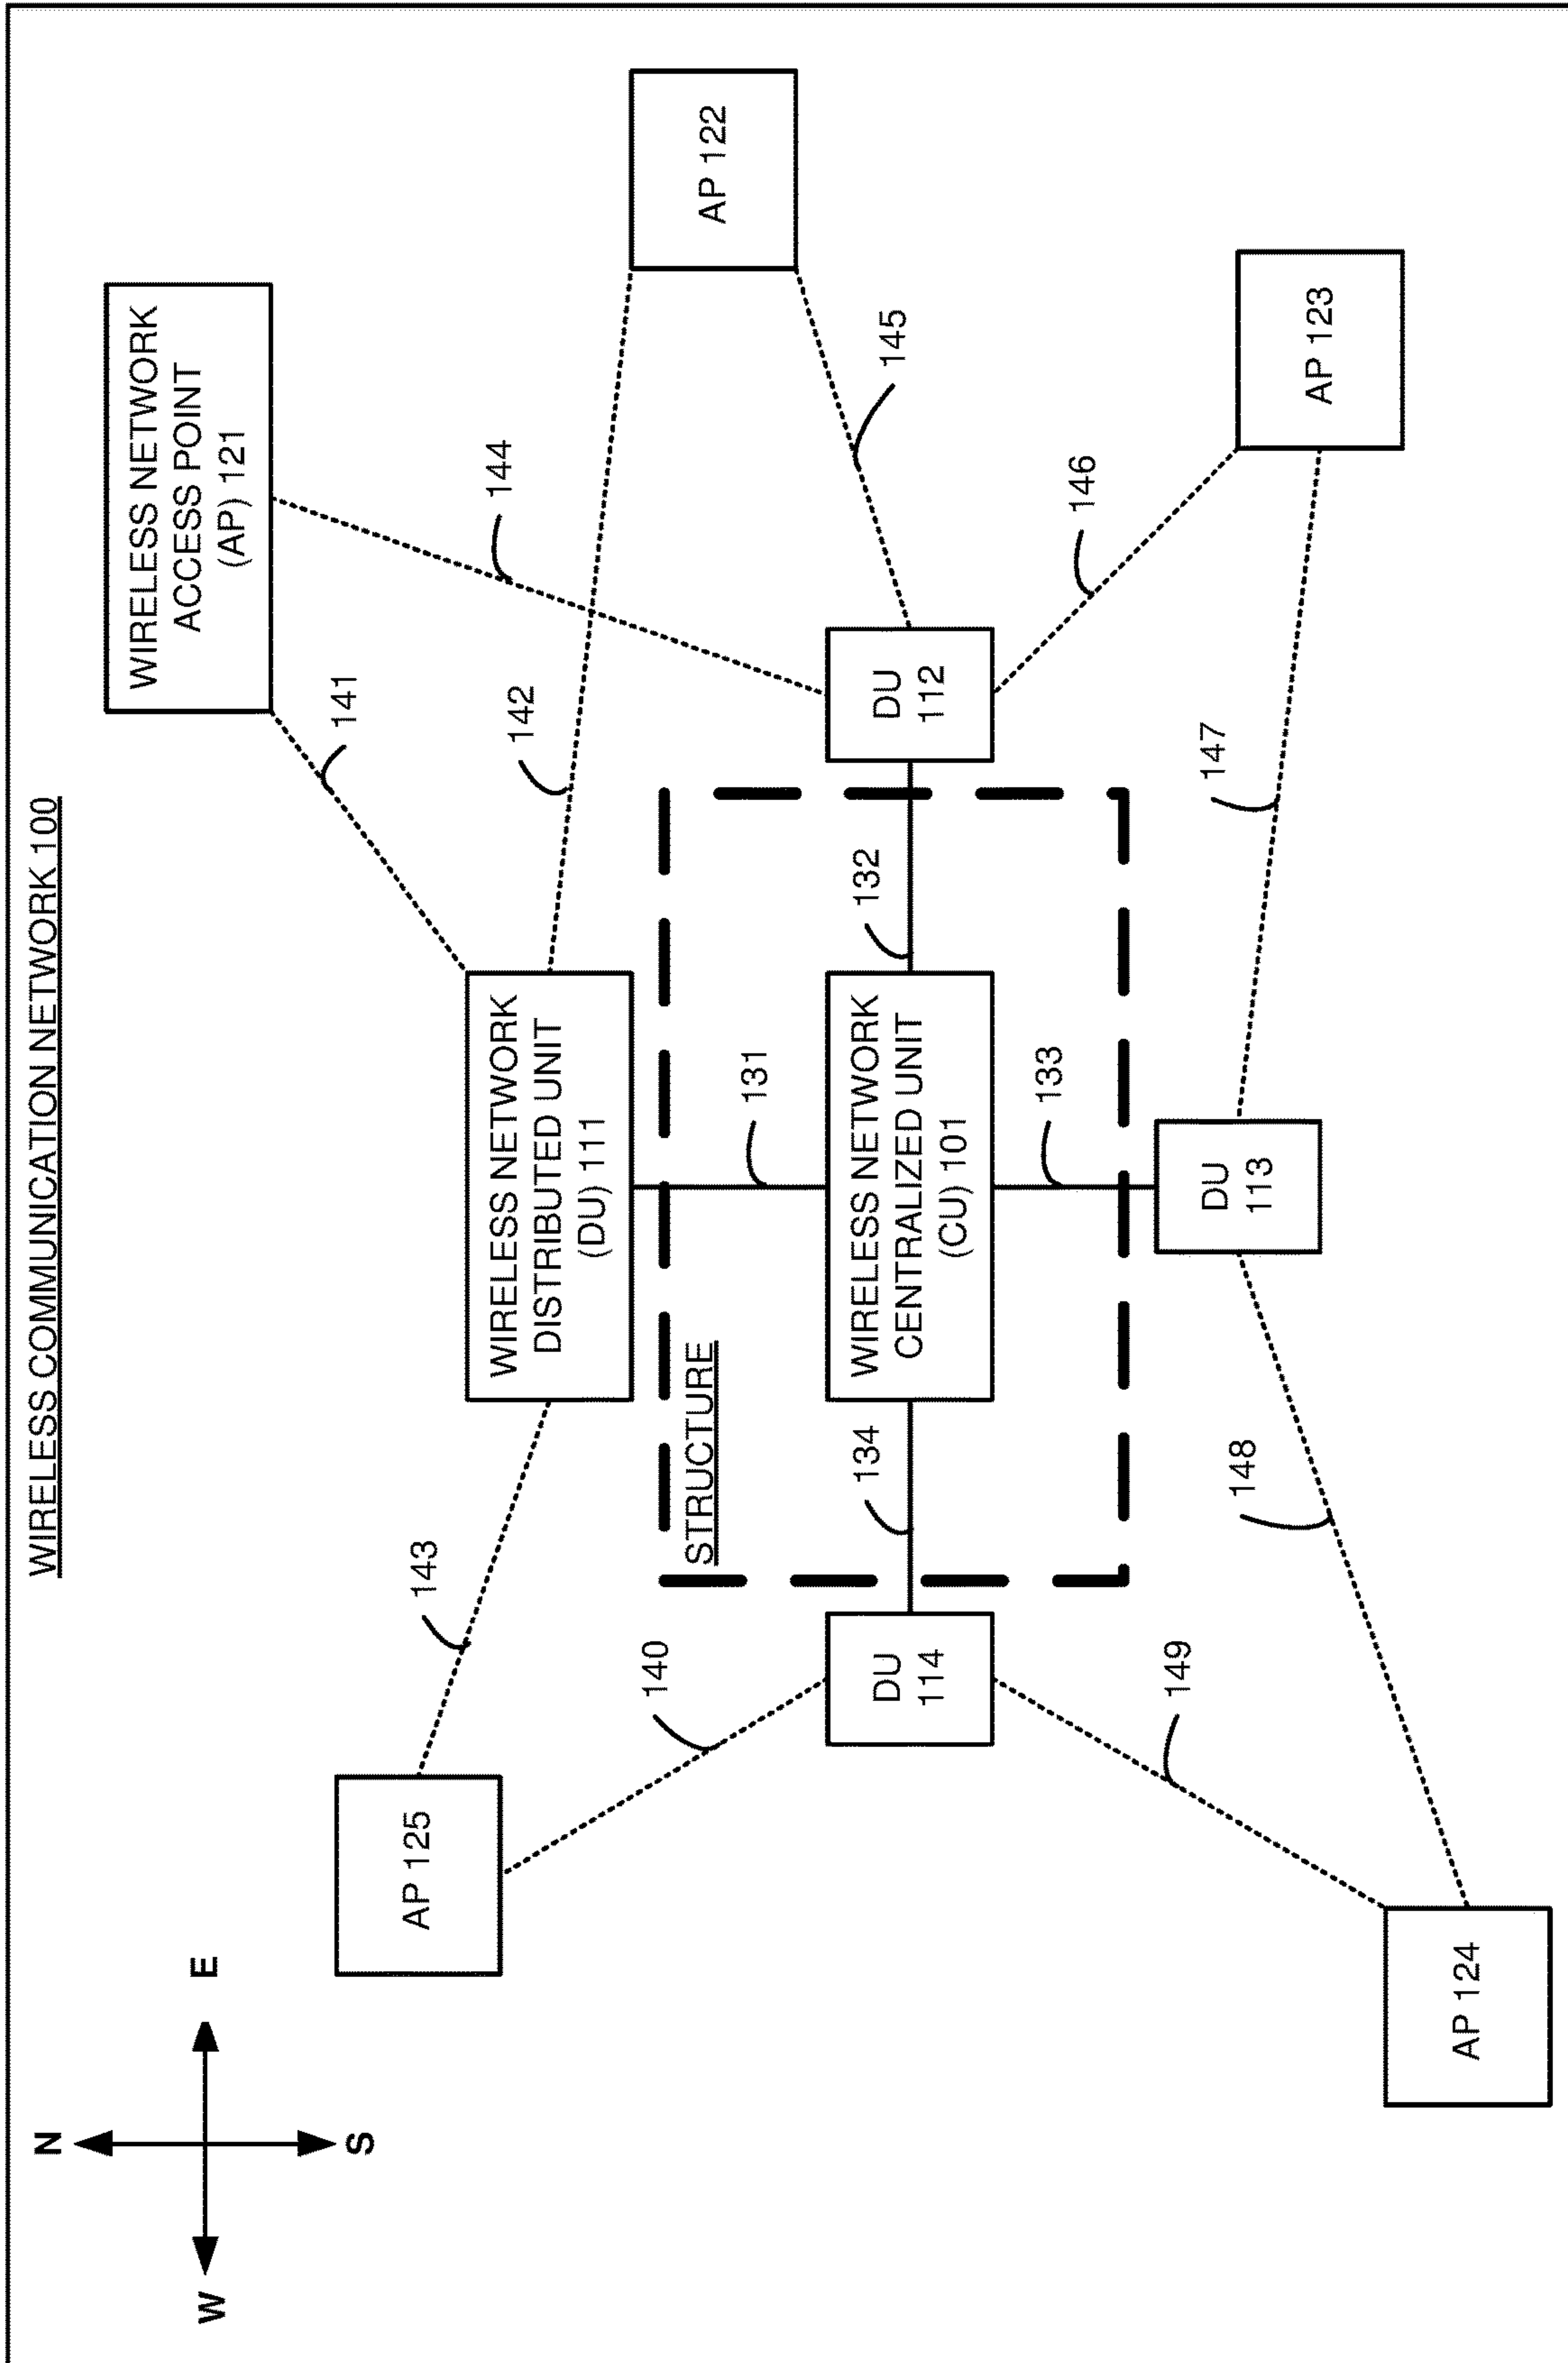 WIRELESS COMMUNICATION NETWORK 100
N
W
E
S
WIRELESS NETWORK
ACCESS POINT
(AP) 121
AP 125
143
141
144
WIRELESS NETWORK
DISTRIBUTED UNIT
(DU) 111
142
AP 122
140
STRUCTURE
131
145
DU
114
134
WIRELESS NETWORK
CENTRALIZED UNIT
(CU) 101
132
DU
112
133
146
149
148
DU
113
147
AP 123
AP 124